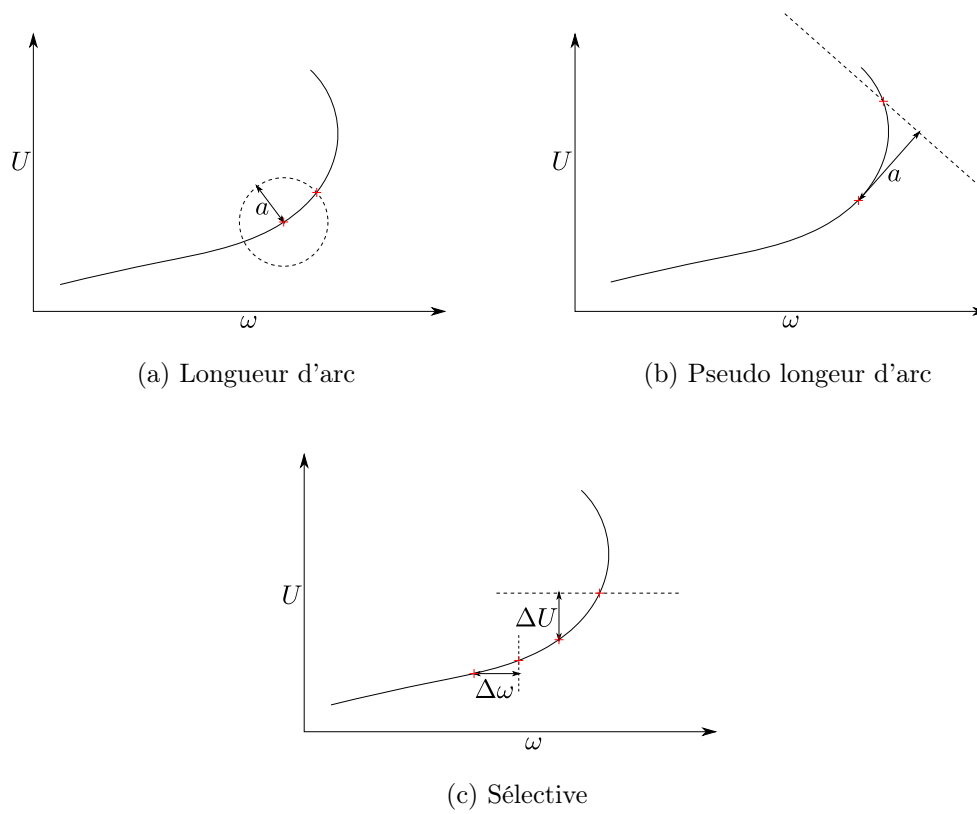 U
a
ω
(a) Longueur d'arc
U
a
ω
(b) Pseudo longeur d'arc
U
ΔU
Δω
ω
(c) Sélective